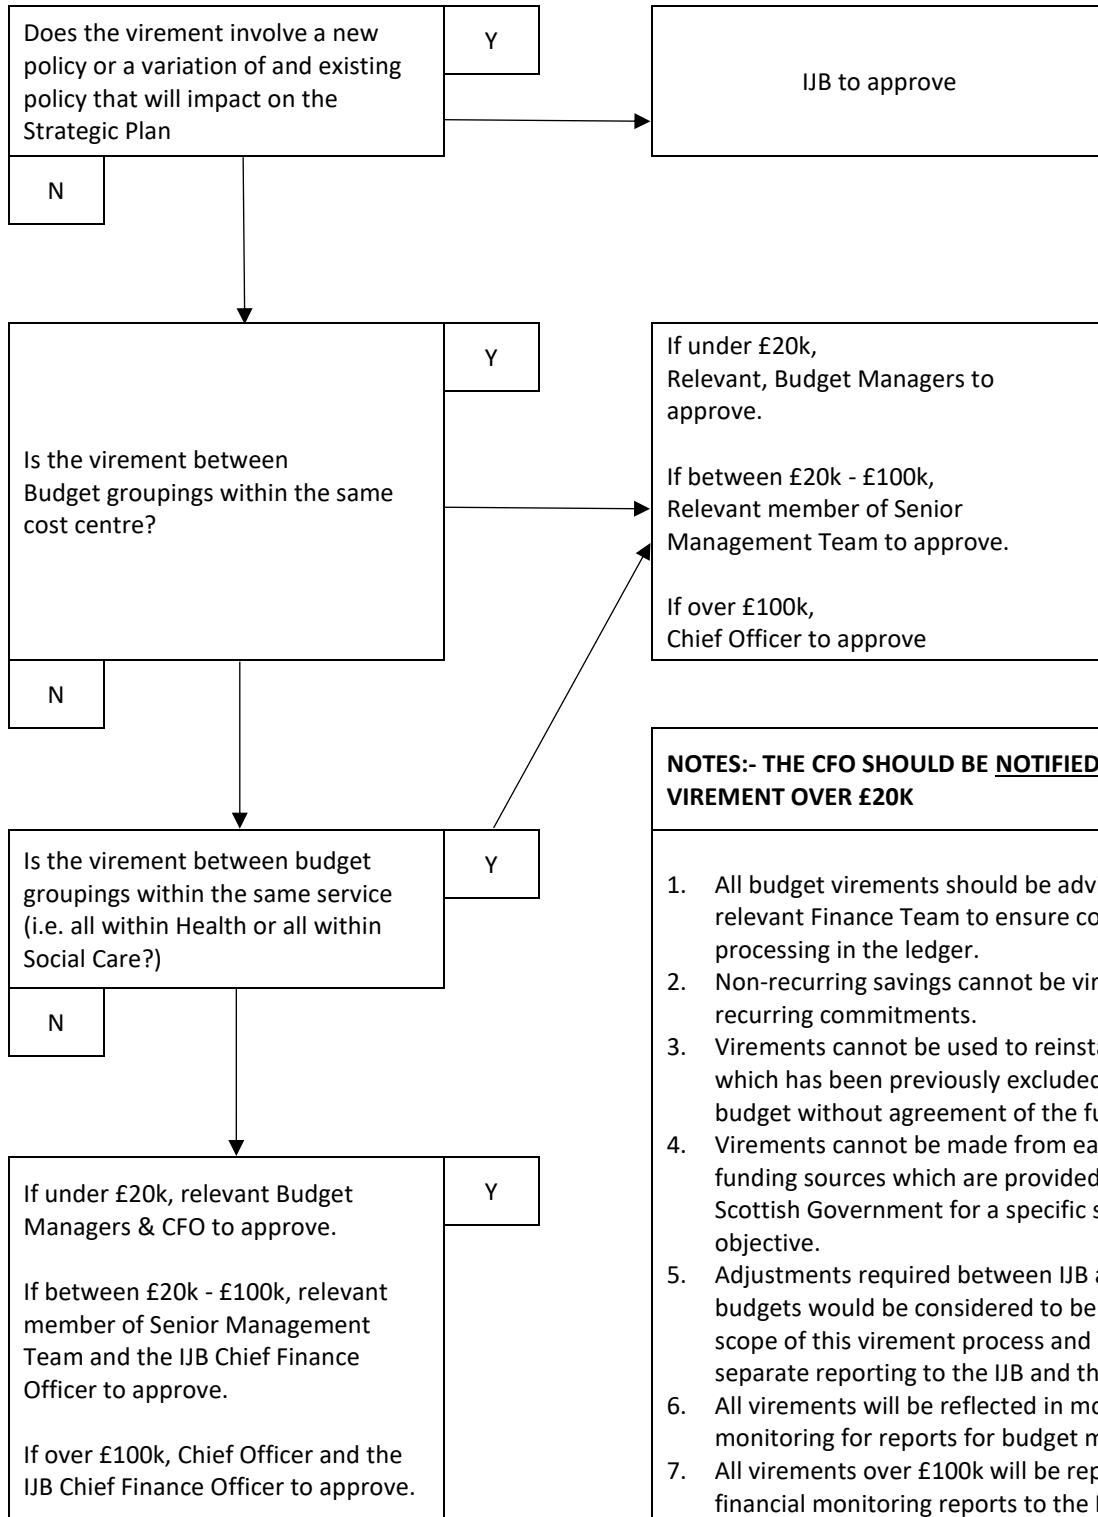 Does the virement involve a new
policy or a variation of and existing
policy that will impact on the
Strategic Plan
Y
N
IJB to approve
Is the virement between
Budget groupings within the same
cost centre?
Y
N
If under £20k,
Relevant, Budget Managers to
approve.
If between £20k - £100k,
Relevant member of Senior
Management Team to approve.
If over £100k,
Chief Officer to approve
Is the virement between budget
groupings within the same service
(i.e. all within Health or all within
Social Care?)
Y
N
If under £20k, relevant Budget
Managers & CFO to approve.
If between £20k - £100k, relevant
member of Senior Management
Team and the IJB Chief Finance
Officer to approve.
If over £100k, Chief Officer and the
IJB Chief Finance Officer to approve.
Y
NOTES:- THE CFO SHOULD BE NOTIFIED
VIREMENT OVER £20K
1. All budget virements should be
relevant Finance Team to ensure
processing in the ledger.
2. Non-recurring savings cannot be
recurring commitments.
3. Virements cannot be used to
which has been previously excluded
budget without agreement of the
4. Virements cannot be made from
funding sources which are provided
Scottish Government for a specific
objective.
5. Adjustments required between IJB
budgets would be considered to be
scope of this virement process and
separate reporting to the IJB and
6. All virements will be reflected in
monitoring for reports for budget
7. All virements over £100k will be
financial monitoring reports to the